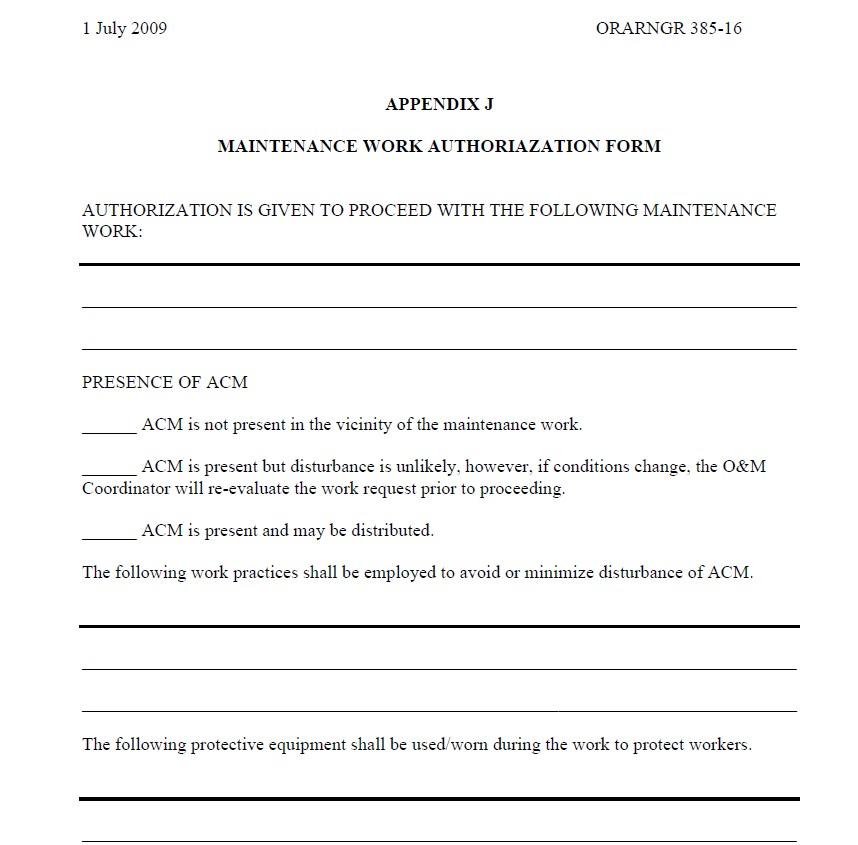 1 July 2009 ORARNGR 385-16
APPENDIX J
MAINTENANCE WORK AUTHORIAZATION FORM
AUTHORIZATION IS GIVEN TO PROCEED WITH THE FOLLOWING MAINTENANCE
WORK:
PRESENCE OF ACM
______ ACM is not present in the vicinity of the maintenance work.
______ ACM is present but disturbance is unlikely, however, if conditions change, the O&M
Coordinator will re-evaluate the work request prior to proceeding.
______ ACM is present and may be distributed.
The following work practices shall be employed to avoid or minimize disturbance of ACM.
The following protective equipment shall be used/worn during the work to protect workers.